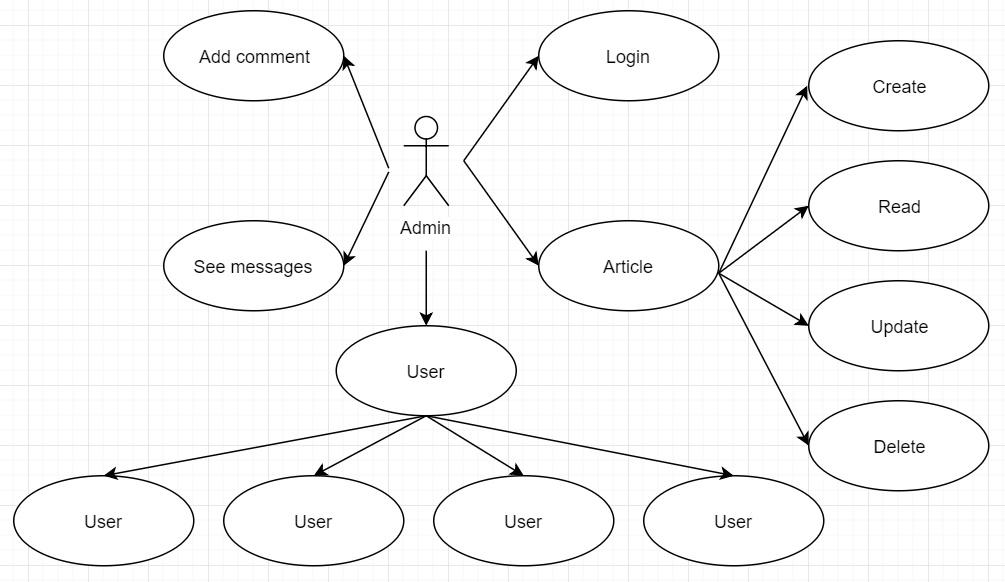 Add comment
Login
Create
Read
Admin
See messages
Article
Update
User
Delete
User
User
User
User